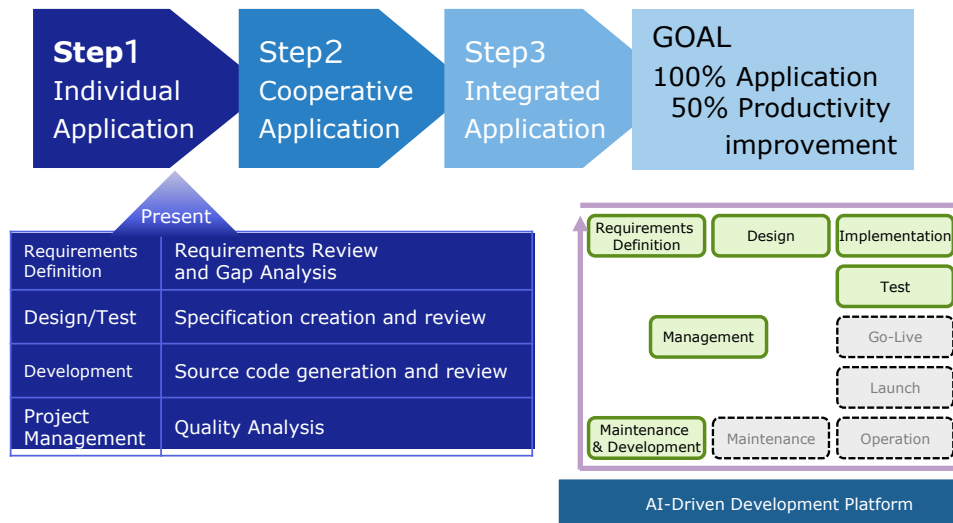 Step1
Individual
Application
Step2
Cooperative
Application
Step3
Integrated
Application
GOAL
100% Application
50% Productivity
improvement
Present
Requirements
Definition
Requirements Review
and Gap Analysis
Design/Test
Specification creation and review
Development
Source code generation and review
Project
Management
Quality Analysis
Requirements
Definition
Design
Implementation
Test
Management
Go-Live
Launch
Maintenance
& Development
Maintenance
Operation
AI-Driven Development Platform